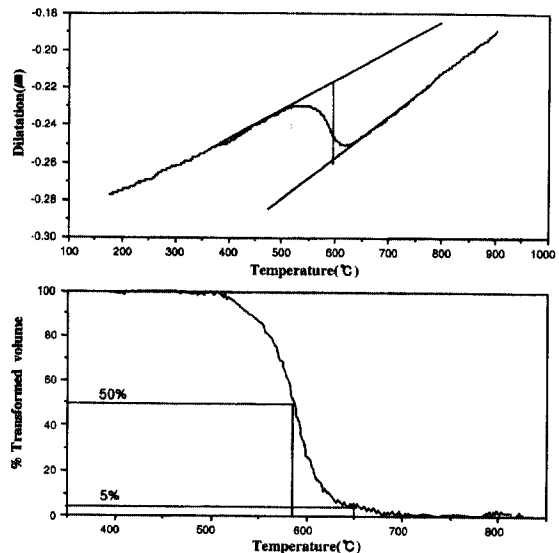 Dilatation(㎛)
-0.18
-0.20
-0.22
-0.24
-0.26
-0.28
-0.30
100 200 300 400 500 600 700 800 900 1000
Temperature(℃)
% Transformed volume
100
80
60
40
20
0
50%
5%
400 500 600 700 800
Temperature(℃)